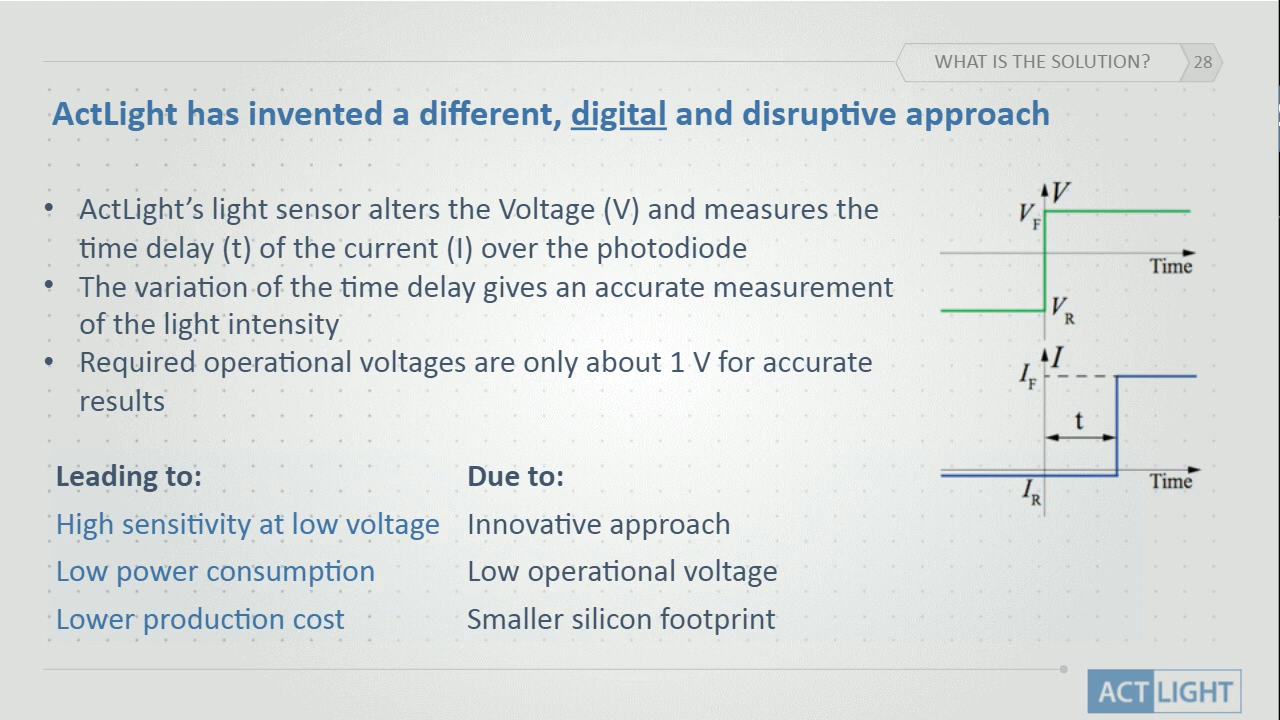 WHAT IS THE SOLUTION? 28
ActLight has invented a different, digital and disruptive approach
• ActLight’s light sensor alters the Voltage (V) and measures the
time delay (t) of the current (I) over the photodiode
• The variation of the time delay gives an accurate measurement
of the light intensity
• Required operational voltages are only about 1 V for accurate
results
V
VF
Time
VR
I
IF
t
Time
IR
Leading to: Due to:
High sensitivity at low voltage Innovative approach
Low power consumption Low operational voltage
Lower production cost Smaller silicon footprint
ACTLIGHT